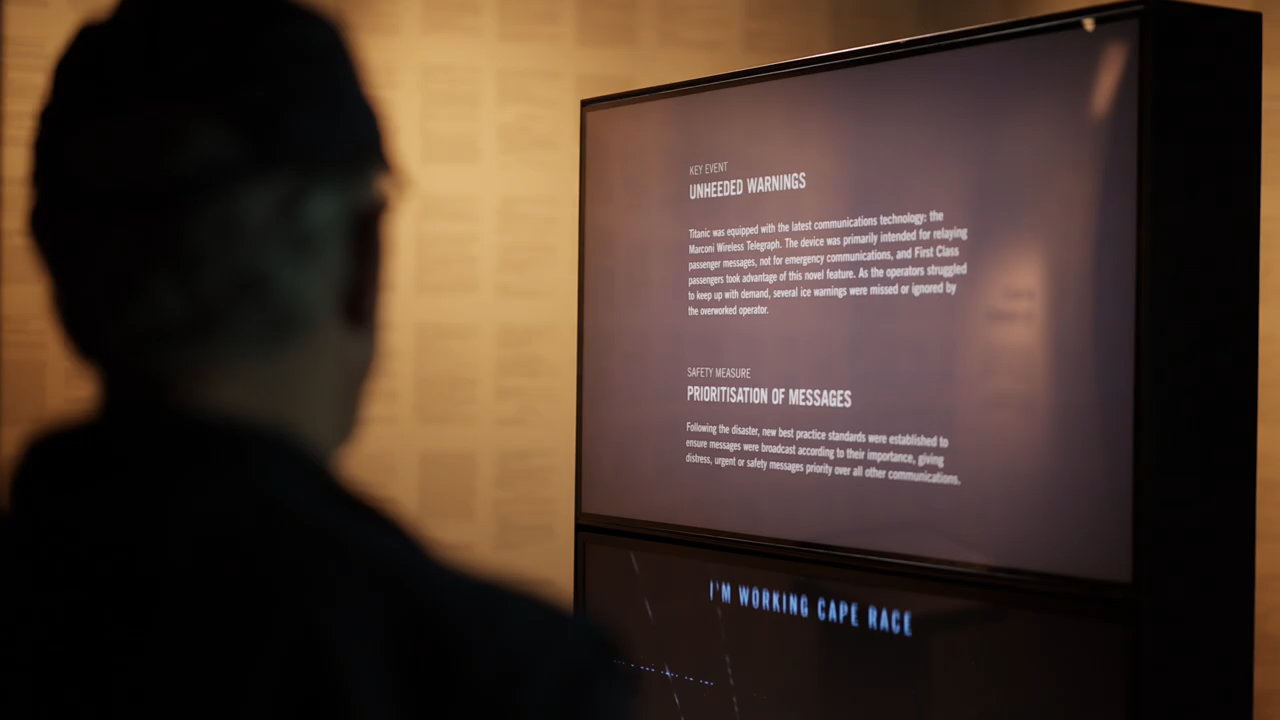 KEY EVENT
UNHEEDED WARNINGS
Titanic was equipped with the latest communications technology: the
Marconi Wireless Telegraph. The device was primarily intended for relaying
passenger messages, not for emergency communications, and First Class
passengers took advantage of this novel feature. As the operators struggled
to keep up with demand, several ice warnings were missed or ignored by
the overworked operator.
SAFETY MEASURE
PRIORITISATION OF MESSAGES
Following the disaster, new best practice standards were established to
ensure messages were broadcast according to their importance, giving
distress, urgent or safety messages priority over all other communications.
I'M WORKING CAPE RACE